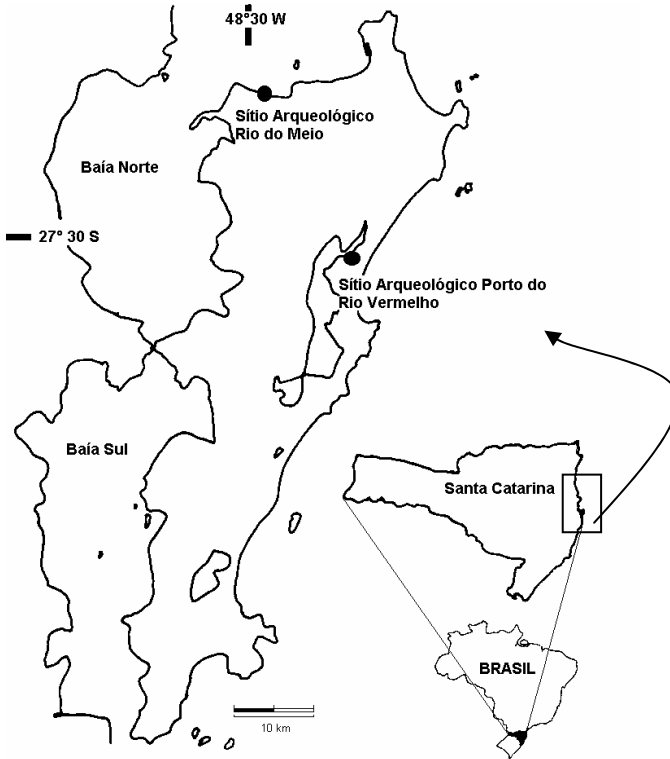 48°30 W
Sítio Arqueológico
Rio do Meio
Baía Norte
27° 30 S
Sítio Arqueológico Porto do
Rio Vermelho
Baía Sul
Santa Catarina
BRASIL
10 km